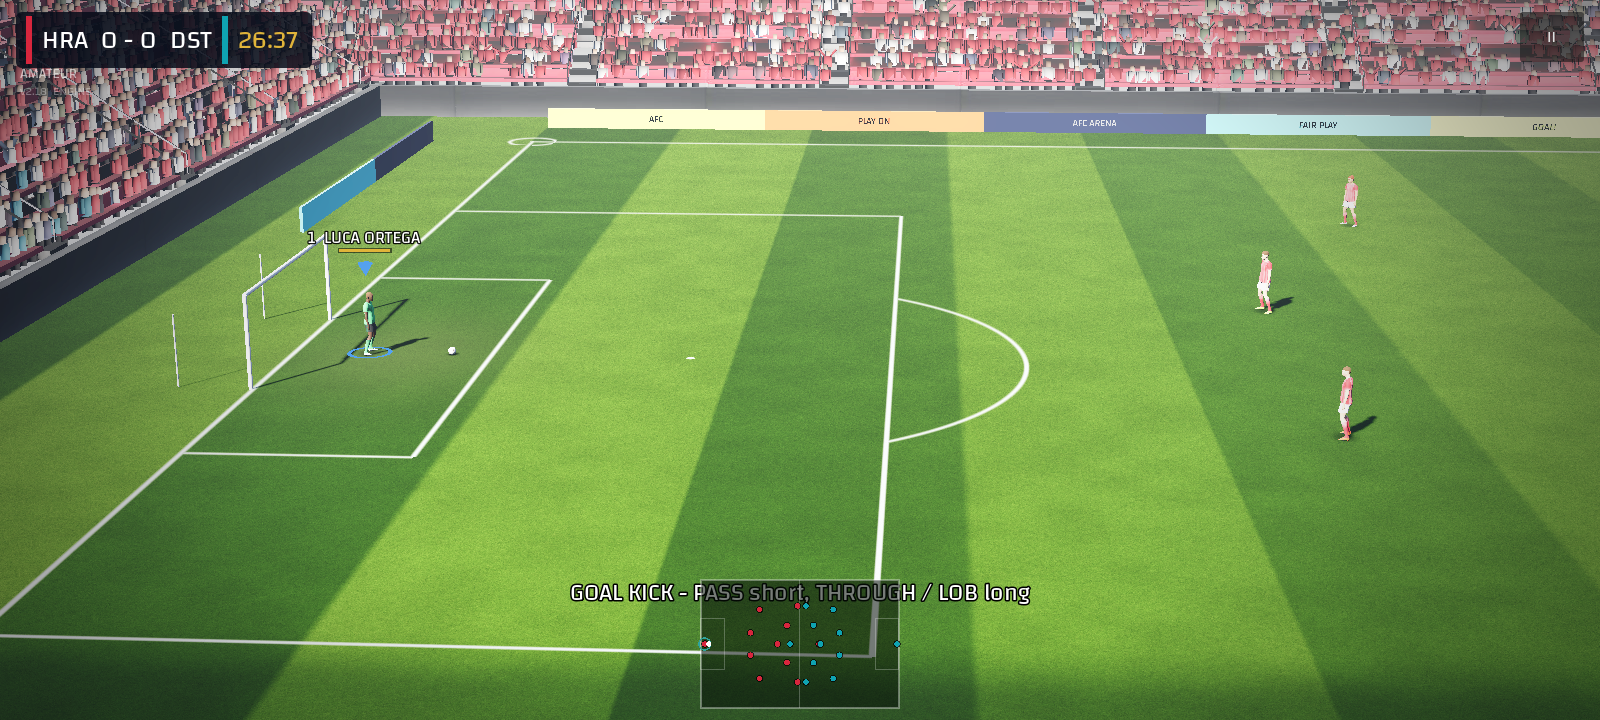 HRA 0 - 0 DST 26:37
AMATEUR
AFC
PLAY ON
AFC ARENA
FAIR PLAY
GOAL!
1 LUCA ORTEGA
GOAL KICK - PASS short, THROUGH / LOB long